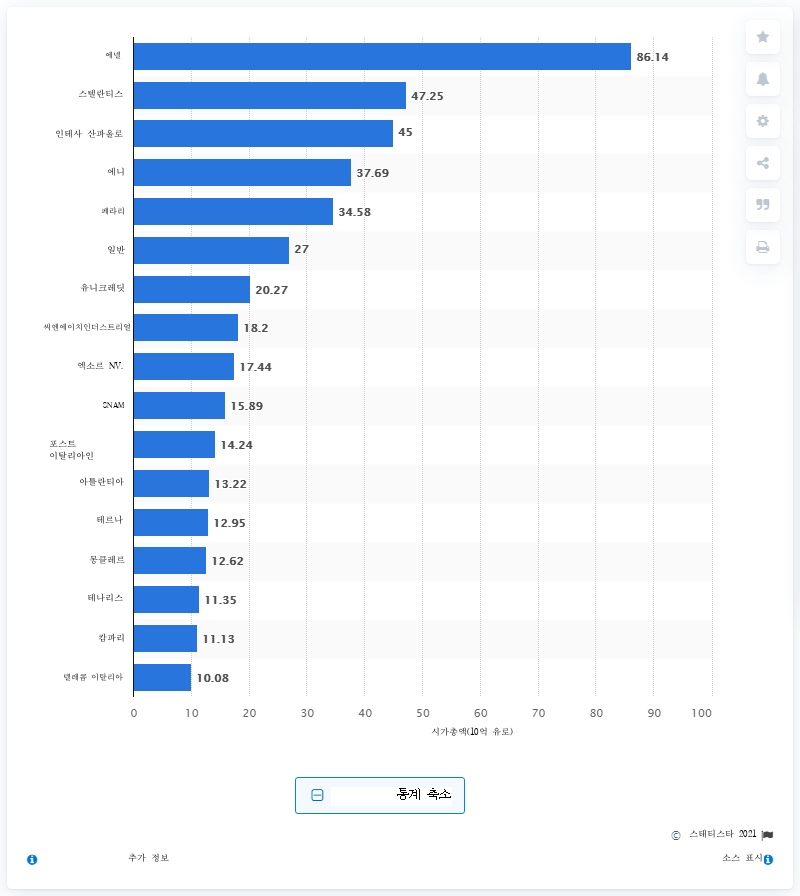 에넬 86.14
스텔란티스 47.25
인테사 산파올로 45
에니 37.69
페라리 34.58
일반 27
유니크레딧 20.27
씨엔에이치인더스트리얼 18.2
엑소르 NV. 17.44
SNAM 15.89
포스트
이탈리아인 14.24
아틀란티아 13.22
테르나 12.95
몽클레르 12.62
테나리스 11.35
캄파리 11.13
텔레콤 이탈리아 10.08
0 10 20 30 40 50 60 70 80 90 100
시가총액(10억 유로)
통계 축소
© 스태티스타 2021
추가 정보 소스 표시